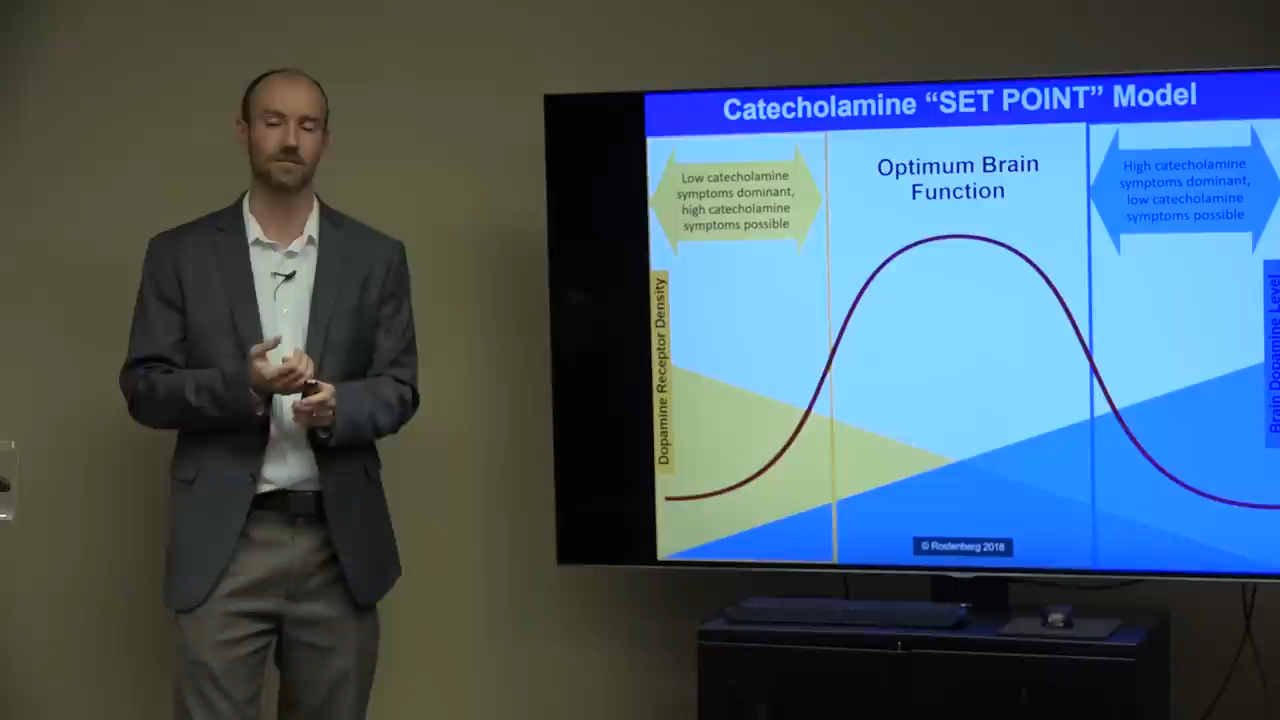 Catecholamine “SET POINT” Model
Low catecholamine
symptoms dominant,
high catecholamine
symptoms possible
Optimum Brain
Function
High catecholamine
symptoms dominant,
low catecholamine
symptoms possible
Dopamine Receptor Density
Brain Dopamine Level
© Rostenberg 2018